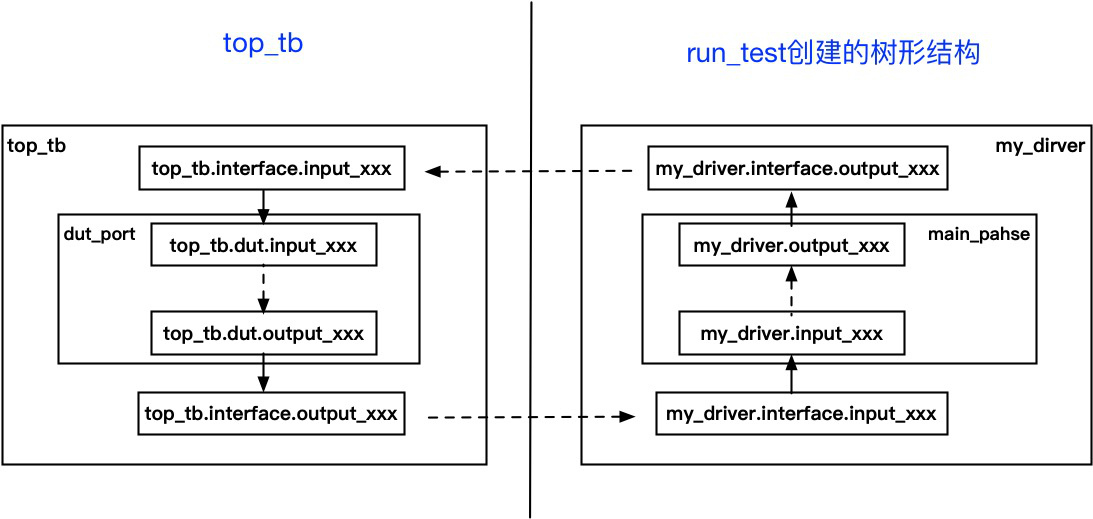 top_tb
run_test创建的树形结构
top_tb
top_tb.interface.input_xxx
dut_port
top_tb.dut.input_xxx
top_tb.dut.output_xxx
top_tb.interface.output_xxx
my_dirver
my_driver.interface.output_xxx
main_pahse
my_driver.output_xxx
my_driver.input_xxx
my_driver.interface.input_xxx